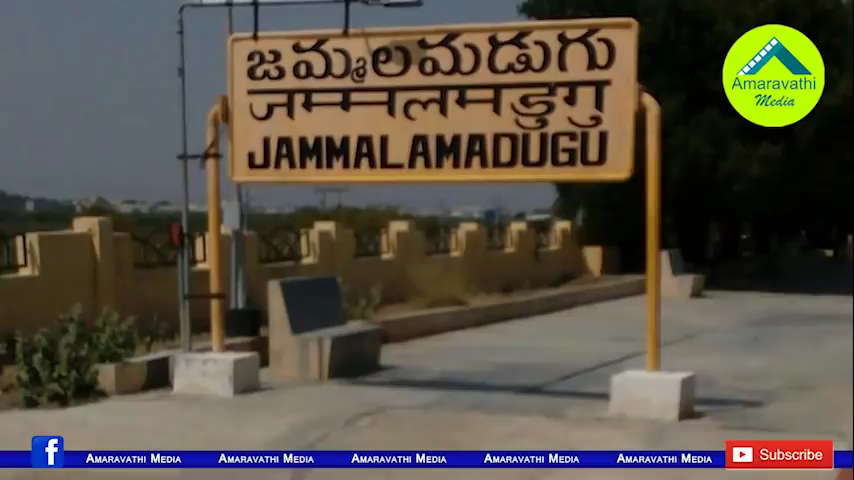 జమ్మలమడుగు
जम्मलमडुगु
JAMMALAMADUGU
Amaravathi
Media
f AMARAVATHI MEDIA AMARAVATHI MEDIA AMARAVATHI MEDIA AMARAVATHI MEDIA AMARAVATHI MEDIA Subscribe